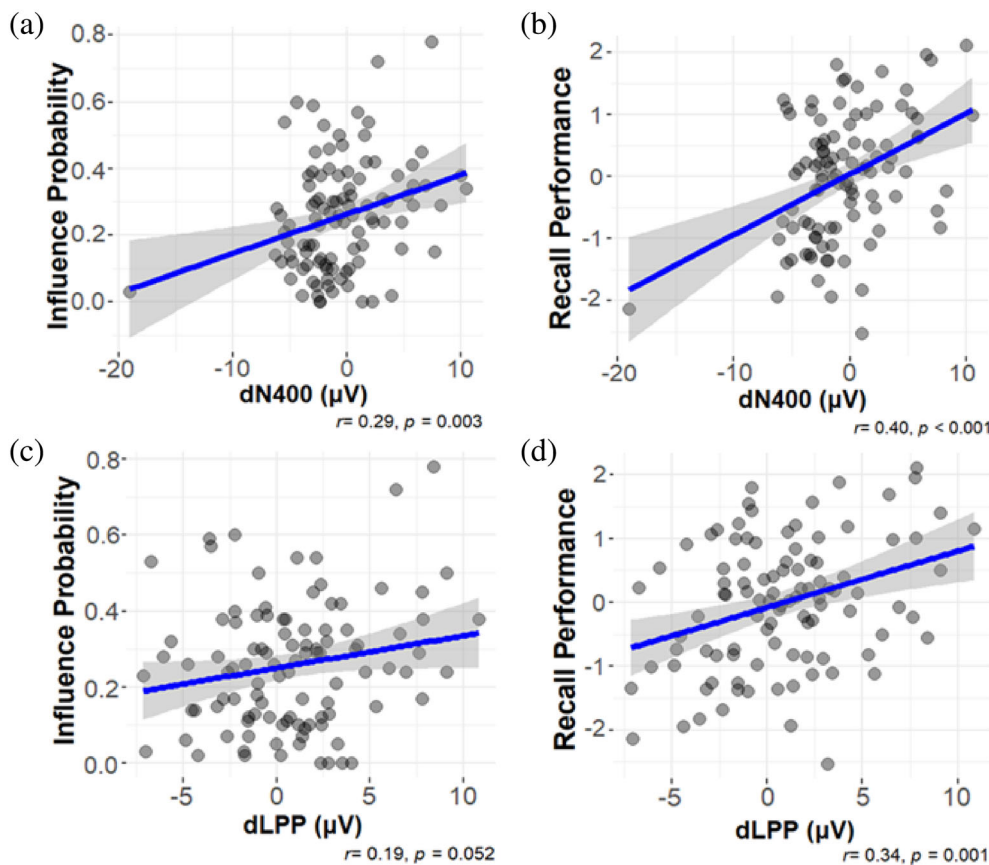 (a)
Influence Probability
0.8
0.6
0.4
0.2
0.0
-20 -10 0 10
dN400 (µV)
r= 0.29, p = 0.003
(b)
Recall Performance
2
1
0
-1
-2
-20 -15 -10 -5 0 5 10
dN400 (µV)
r= 0.40, p < 0.001
(c)
Influence Probability
0.8
0.6
0.4
0.2
0.0
-5 0 5 10
dLPP (µV)
r= 0.19, p = 0.052
(d)
Recall Performance
2
1
0
-1
-2
-5 0 5 10
dLPP (µV)
r= 0.34, p = 0.001